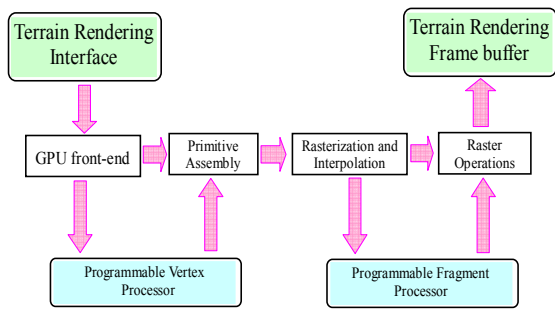 Terrain Rendering
Interface
Terrain Rendering
Frame buffer
GPU front-end
Primitive
Assembly
Rasterization and
Interpolation
Raster
Operations
Programmable Vertex
Processor
Programmable Fragment
Processor